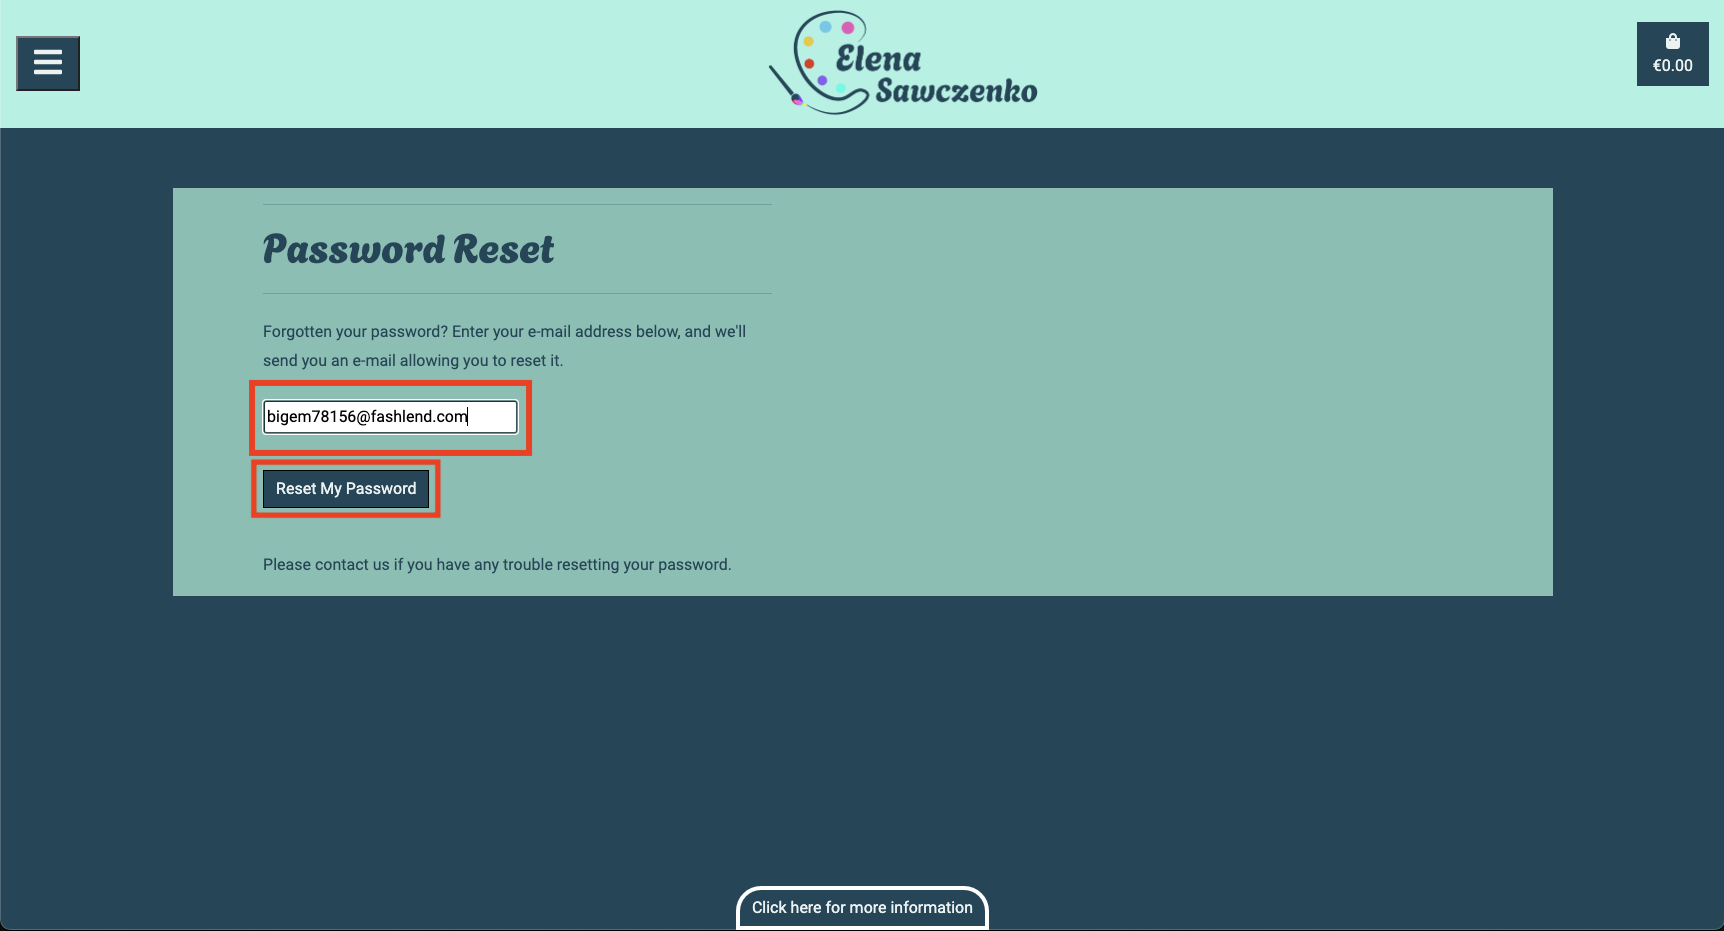 Elena
Sawczenko
€0.00
Password Reset
Forgotten your password? Enter your e-mail address below, and we'll
send you an e-mail allowing you to reset it.
bigem78156@fashlend.com
Reset My Password
Please contact us if you have any trouble resetting your password.
Click here for more information